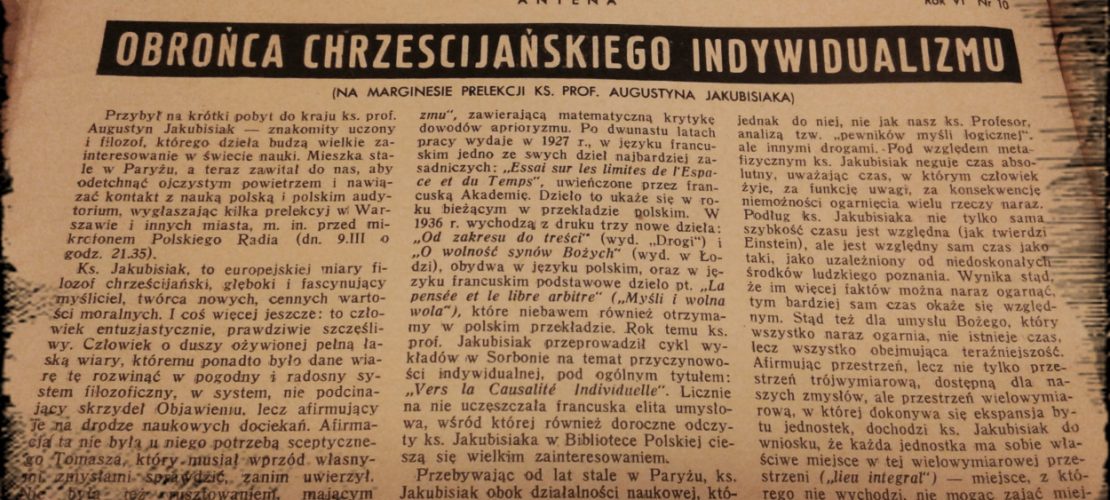 ANTENA
Rok VI Nr 10
OBROŃCA CHRZESCIJAŃSKIEGO INDYWIDUALIZMU
(NA MARGINESIE PRELEKCJI KS. PROF. AUGUSTYNA JAKUBISIAKA)
Przybył na krótki pobyt do kraju ks. prof.
Augustyn Jakubisiak — znakomity uczony
i filozof, którego dzieła budzą wielkie za-
interesowanie w świecie nauki. Mieszka sta-
le w Paryżu, a teraz zawitał do nas, aby
odetchnąć ojczystym powietrzem i nawią-
zać kontakt z nauką polską i polskim audy-
torium, wygłaszając kilka prelekcyj w War-
szawie i innych miasta, m. in. przed mi-
krofonem Polskiego Radia (dn. 9.III o
godz. 21.35).
Ks. Jakubisiak, to europejskiej miary fi-
lozof chrześcijański, głęboki i fascynujący
myśliciel, twórca nowych, cennych warto-
ści moralnych. I coś więcej jeszcze: to czło-
wiek entuzjastycznie, prawdziwie szczęśli-
wy. Człowiek o duszy ożywionej pełną ła-
ską wiary, któremu ponadto było dane wia-
rę tę rozwinąć w pogodny i radosny sy-
stem filozoficzny, w system, nie podcina-
jący skrzydeł Objawieniu, lecz afirmujący
Je na drodze naukowych dociekań. Afirma-
cja ta nie była u niego potrzebą sceptyczne-
go Tomasza, który musiał wprzód własny-
mi zmysłami sprawdzić, zanim uwierzył.
Nie była też rusztowaniem, mającym
zmu", zawierającą matematyczną krytykę
dowodów aprioryzmu. Po dwunastu latach
pracy wydaje w 1927 r., w języku francu-
skim jedno ze swych dzieł najbardziej za-
sadniczych: „Essai sur les limites de l'Espa-
ce et du Temps", uwieńczone przez fran-
cuską Akademię. Dzieło to ukaże się w ro-
ku bieżącym w przekładzie polskim. W
1936 r. wychodzą z druku trzy nowe dzieła:
„Od zakresu do treści" (wyd. „Drogi") i
„O wolność synów Bożych" (wyd. w Ło-
dzi), obydwa w języku polskim, oraz w ję-
zyku francuskim podstawowe dzieło pt. „La
pensée et le libre arbitre" („Myśli i wolna
wola"), które niebawem również otrzyma-
my w polskim przekładzie. Rok temu ks.
prof. Jakubisiak przeprowadził cykl wy-
kładów w Sorbonie na temat przyczynowo-
ści indywidualnej, pod ogólnym tytułem:
„Vers la Causalité Individuelle". Licznie
na nie uczęszczała francuska elita umysło-
wa, wśród której również doroczne odczy-
ty ks. Jakubisiaka w Bibliotece Polskiej cie-
szą się wielkim zainteresowaniem.
Przebywając od lat stale w Paryżu, ks.
Jakubisiak obok działalności naukowej, któ-
jednak do niej, nie jak nasz ks. Profesor,
analizą tzw. „pewników myśli logicznej",
ale innymi drogami. Pod względem meta-
fizycznym ks. Jakubisiak neguje czas abso-
lutny, uważając czas, w którym człowiek
żyje, za funkcję uwagi, za konsekwencję
niemożności ogarnięcia wielu rzeczy naraz.
Podług ks. Jakubisiaka nie tylko sama
szybkość czasu jest względna (jak twierdzi
Einstein), ale jest względny sam czas jako
taki, jako uzależniony od niedoskonałych
środków ludzkiego poznania. Wynika stąd,
że im więcej faktów można naraz ogarnąć,
tym bardziej sam czas okaże się względ-
nym. Stąd też dla umysłu Bożego, który
wszystko naraz ogarnia, nie istnieje czas,
lecz wszystko obejmująca teraźniejszość.
Afirmując przestrzeń, lecz nie tylko prze-
strzeń trójwymiarową, dostępną dla na-
szych zmysłów, ale przestrzeń wielowymia-
rową, w której dokonywa się ekspansja by-
tu jednostek, dochodzi ks. Jakubisiak do
wniosku, że każda jednostka ma sobie wła-
ściwe miejsce w tej wielowymiarowej prze-
strzeni („lieu integral") — miejsce, z któ-
rego nie wychodzi, nie mogąc zająć miej-